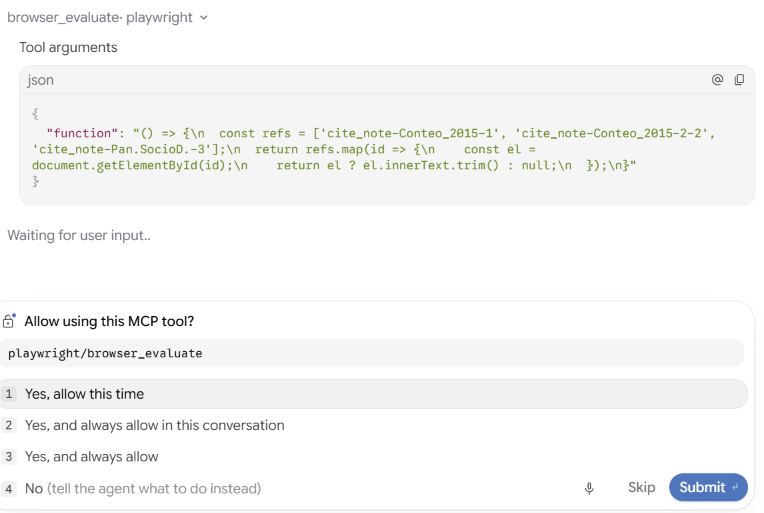 browser_evaluate· playwright
Tool arguments
json
{
  "function": "() => {\n  const refs = ['cite_note-Conteo_2015-1', 'cite_note-Conteo_2015-2-2',
'cite_note-Pan.SocioD.-3'];\n  return refs.map(id => {\n    const el =
document.getElementById(id);\n    return el ? el.innerText.trim() : null;\n  });\n}"
}
Waiting for user input..
Allow using this MCP tool?
playwright/browser_evaluate
1 Yes, allow this time
2 Yes, and always allow in this conversation
3 Yes, and always allow
4 No (tell the agent what to do instead) Skip Submit